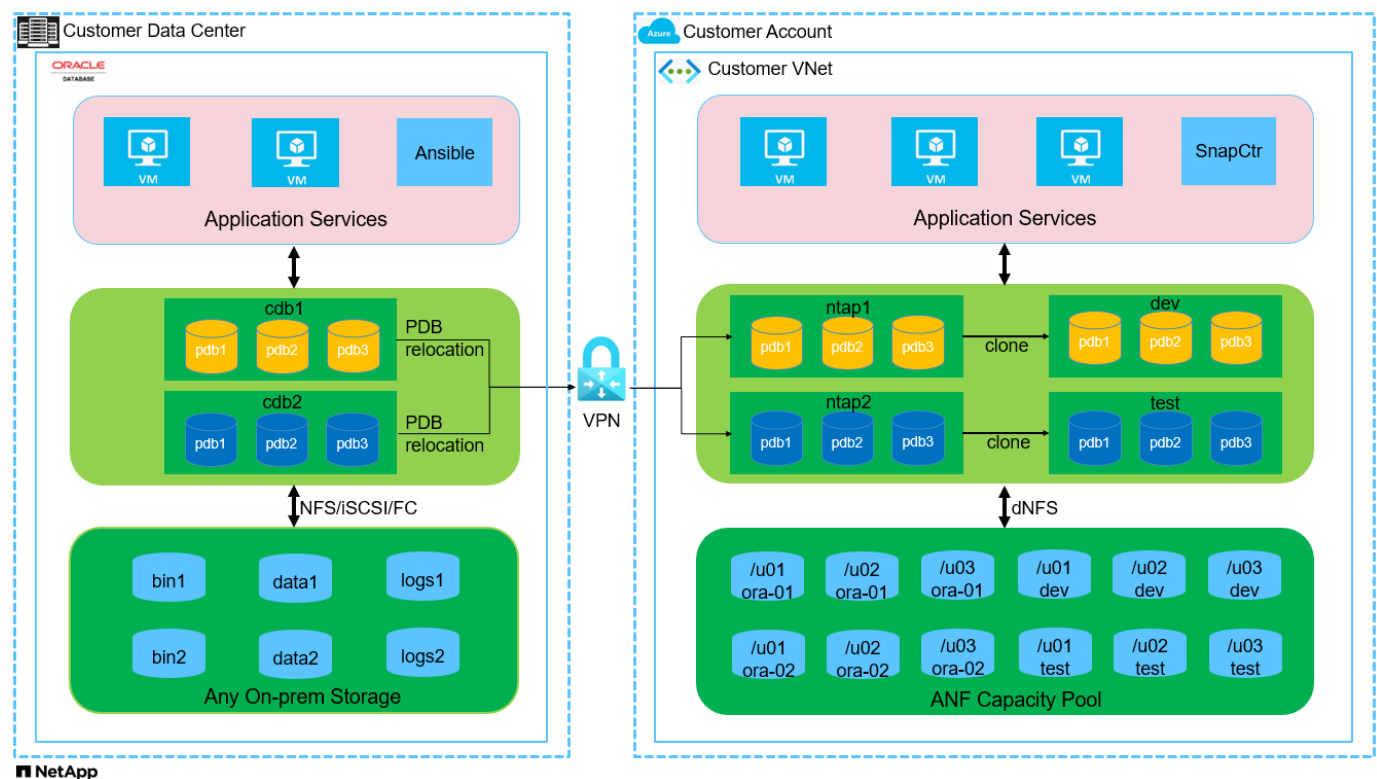 Customer Data Center
ORACLE
DATABASE
VM
VM
Ansible
Application Services
cdb1
pdb1
pdb2
pdb3
PDB
relocation
cdb2
pdb1
pdb2
pdb3
PDB
relocation
NFS/iSCSI/FC
bin1
data1
logs1
bin2
data2
logs2
Any On-prem Storage
VPN
Azure
Customer Account
Customer VNet
VM
VM
VM
SnapCtr
Application Services
ntap1
pdb1
pdb2
pdb3
clone
dev
pdb1
pdb2
pdb3
ntap2
pdb1
pdb2
pdb3
clone
test
pdb1
pdb2
pdb3
dNFS
/u01
ora-01
/u02
ora-01
/u03
ora-01
/u01
dev
/u02
dev
/u03
dev
/u01
ora-02
/u02
ora-02
/u03
ora-02
/u01
test
/u02
test
/u03
test
ANF Capacity Pool
NetApp